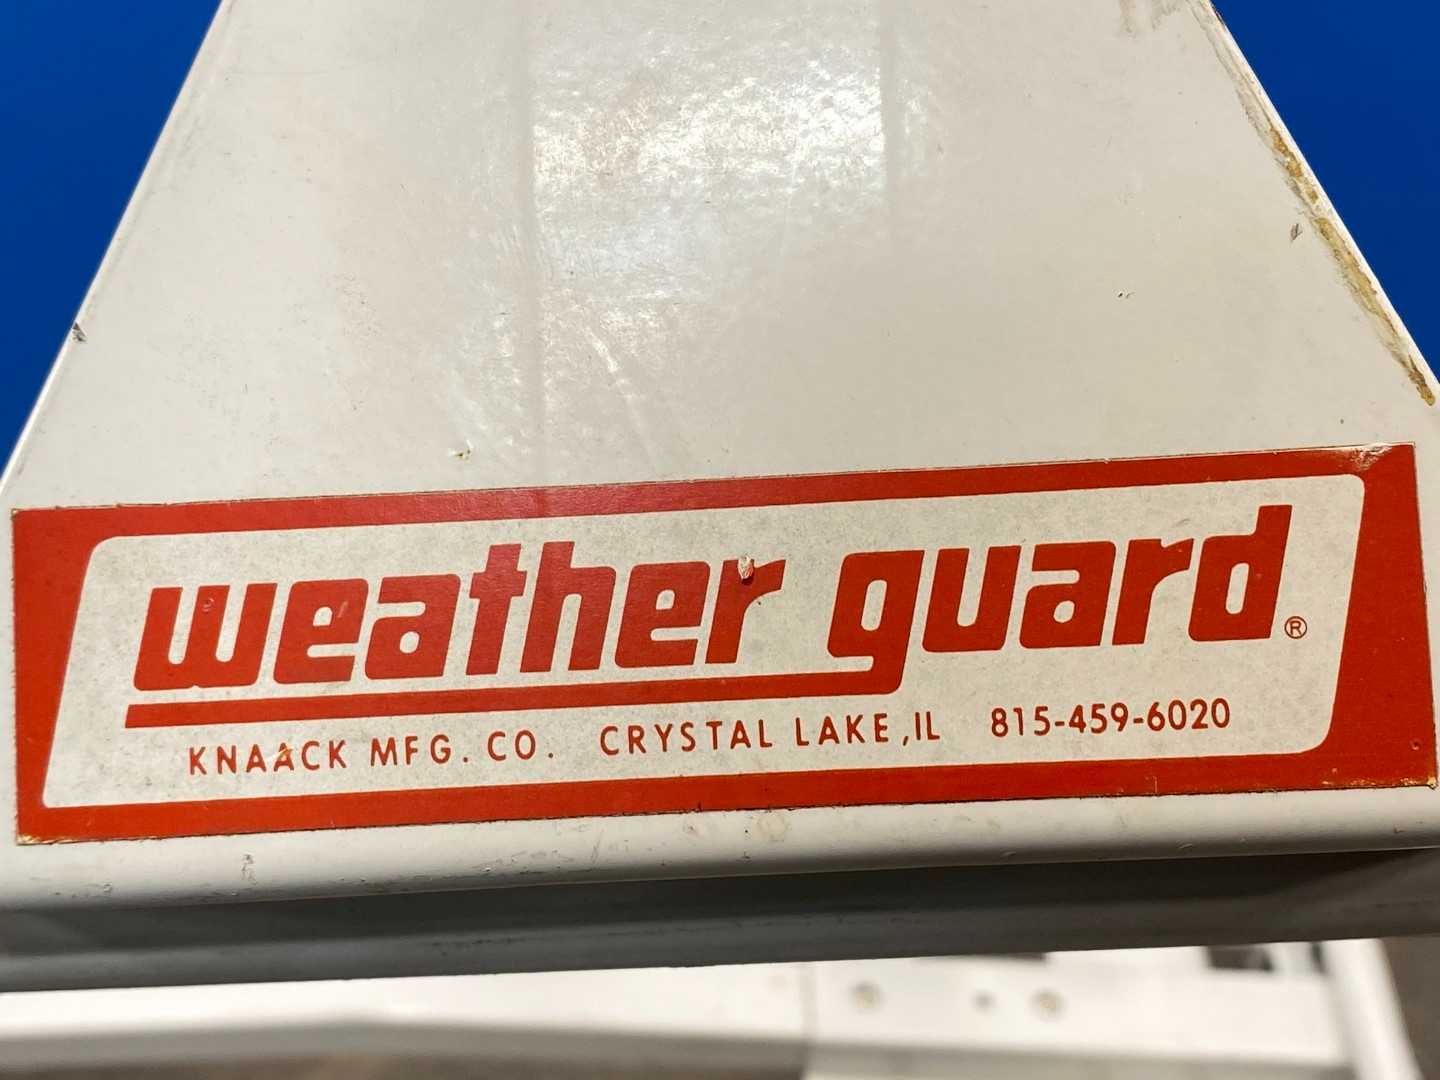 weather guard®
KNAACK MFG. CO. CRYSTAL LAKE, IL 815-459-6020